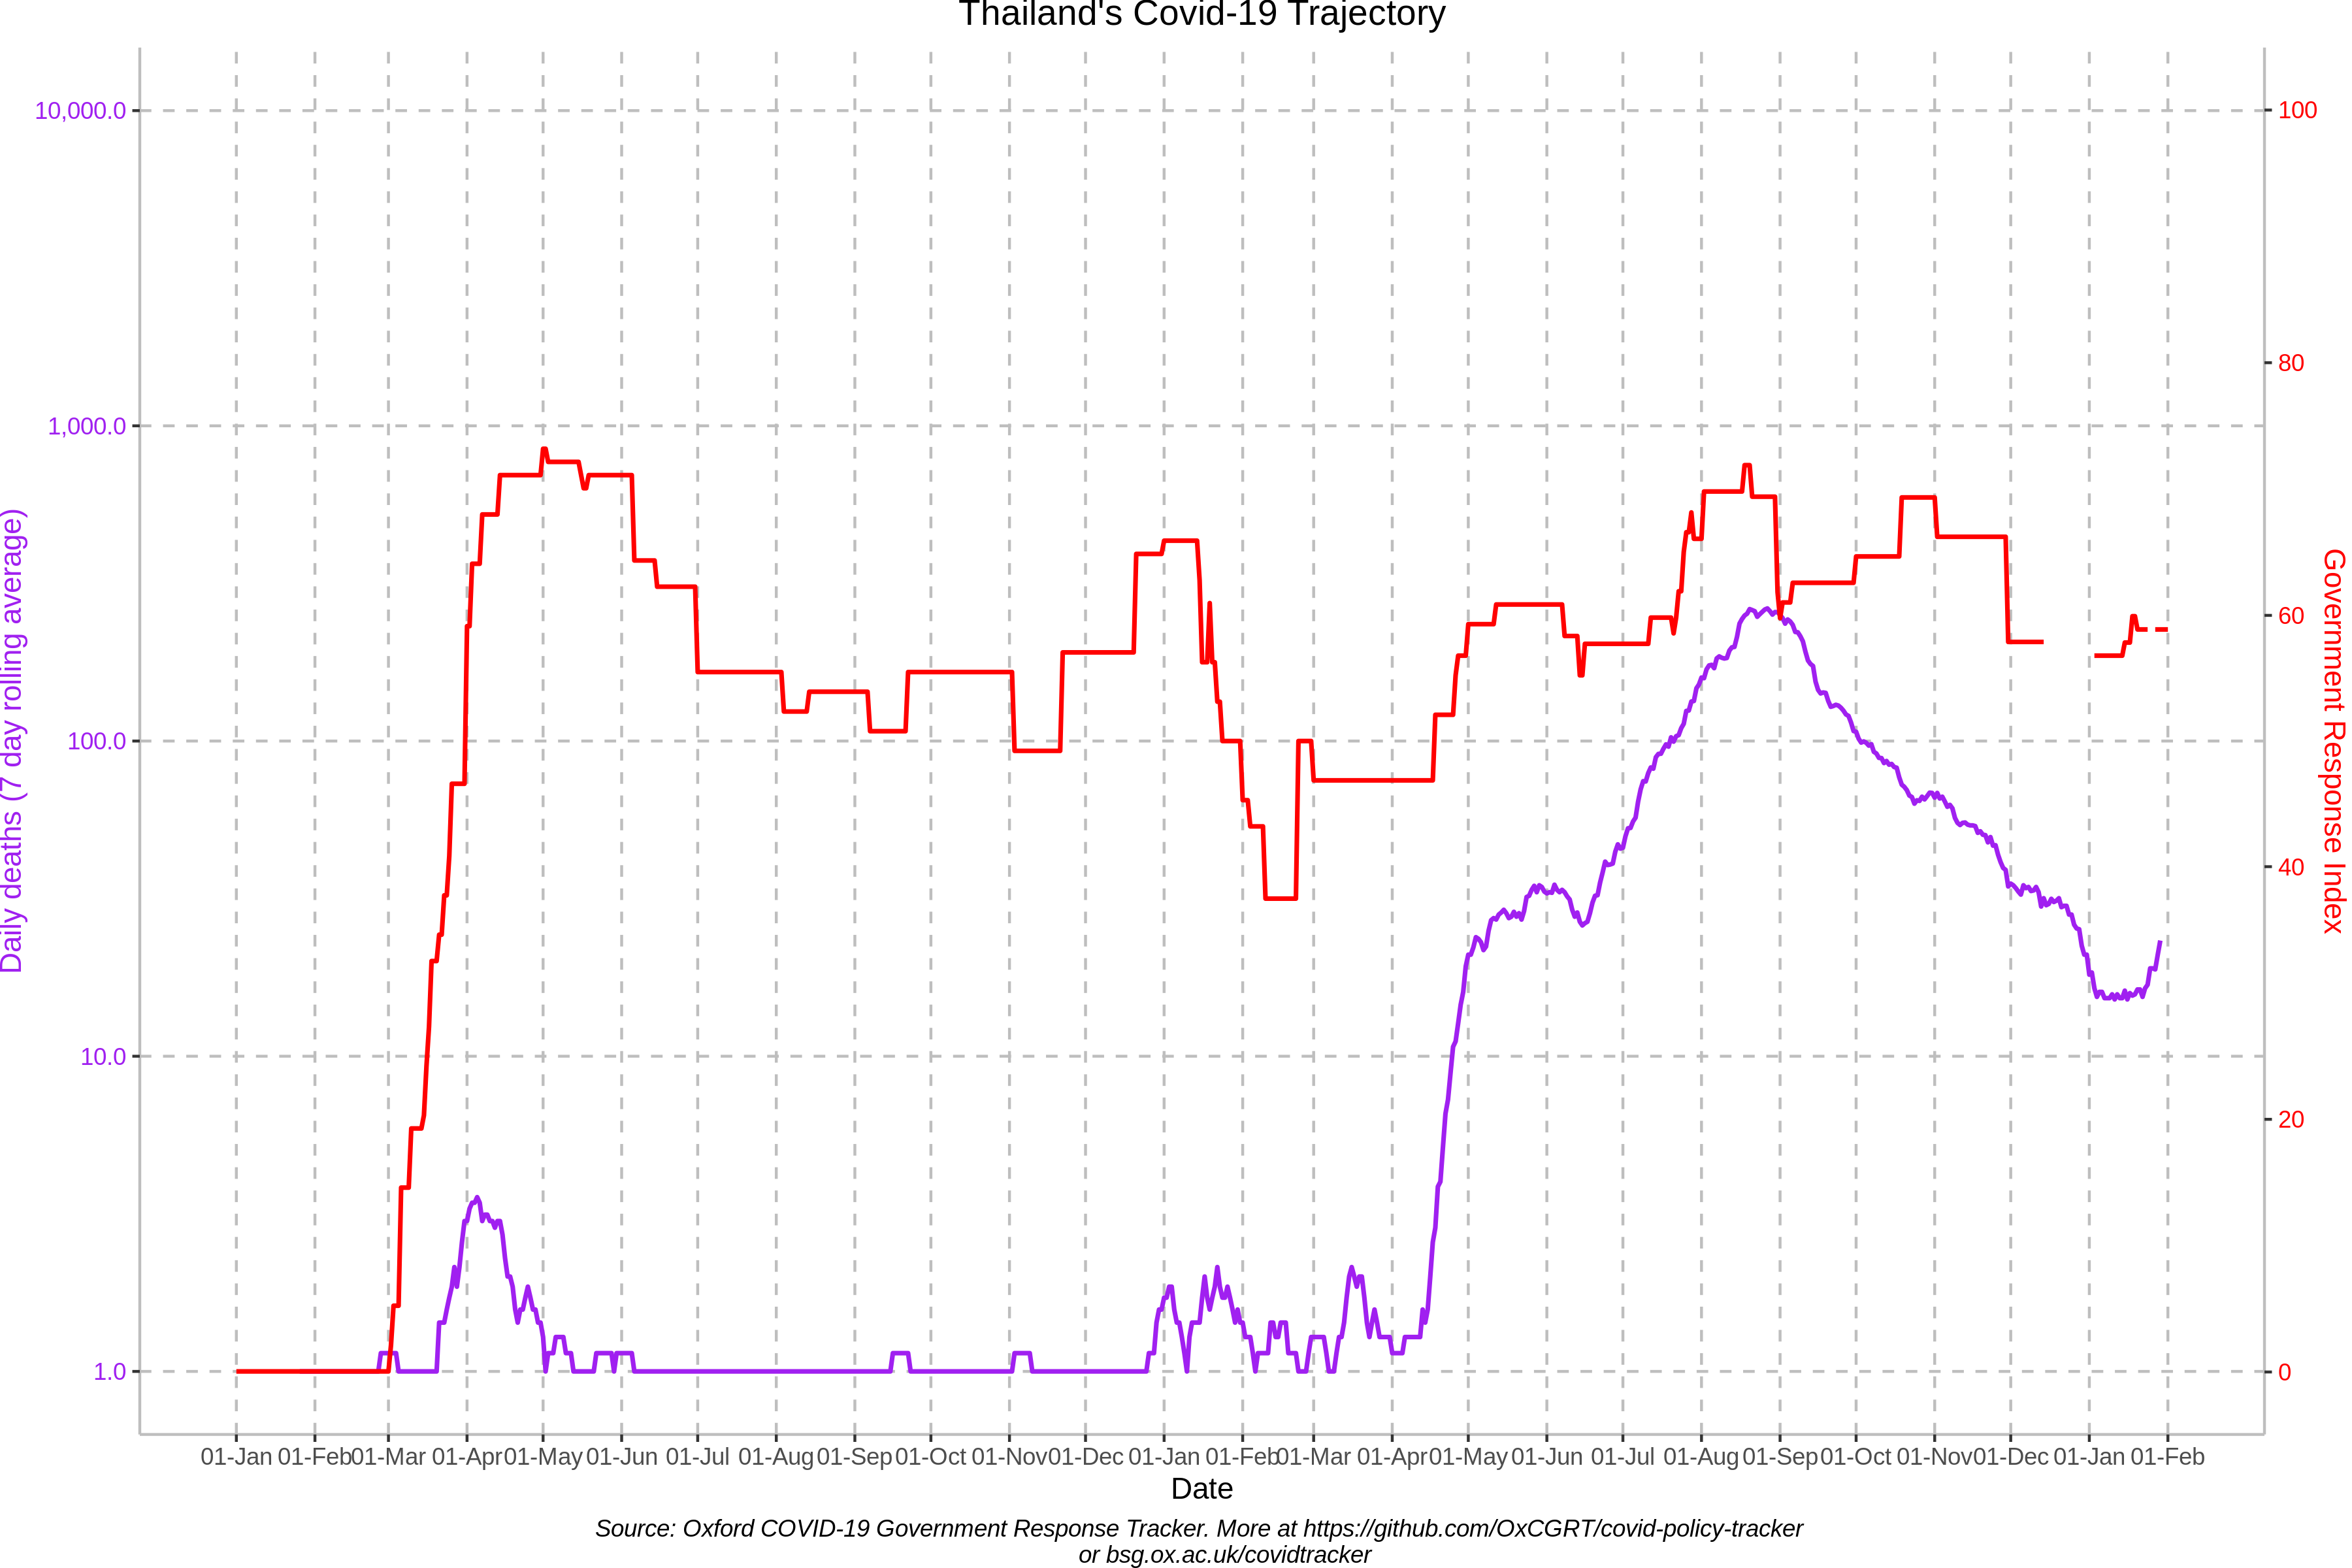 Thailand's Covid-19 Trajectory
10,000.0
1,000.0
100.0
10.0
1.0
Daily deaths (7 day rolling average)
100
80
60
40
20
0
Government Response Index
01-Jan 01-Feb 01-Mar 01-Apr 01-May 01-Jun 01-Jul 01-Aug 01-Sep 01-Oct 01-Nov 01-Dec 01-Jan 01-Feb 01-Mar 01-Apr 01-May 01-Jun 01-Jul 01-Aug 01-Sep 01-Oct 01-Nov 01-Dec 01-Jan 01-Feb
Date
Source: Oxford COVID-19 Government Response Tracker. More at https://github.com/OxCGRT/covid-policy-tracker
or bsg.ox.ac.uk/covidtracker